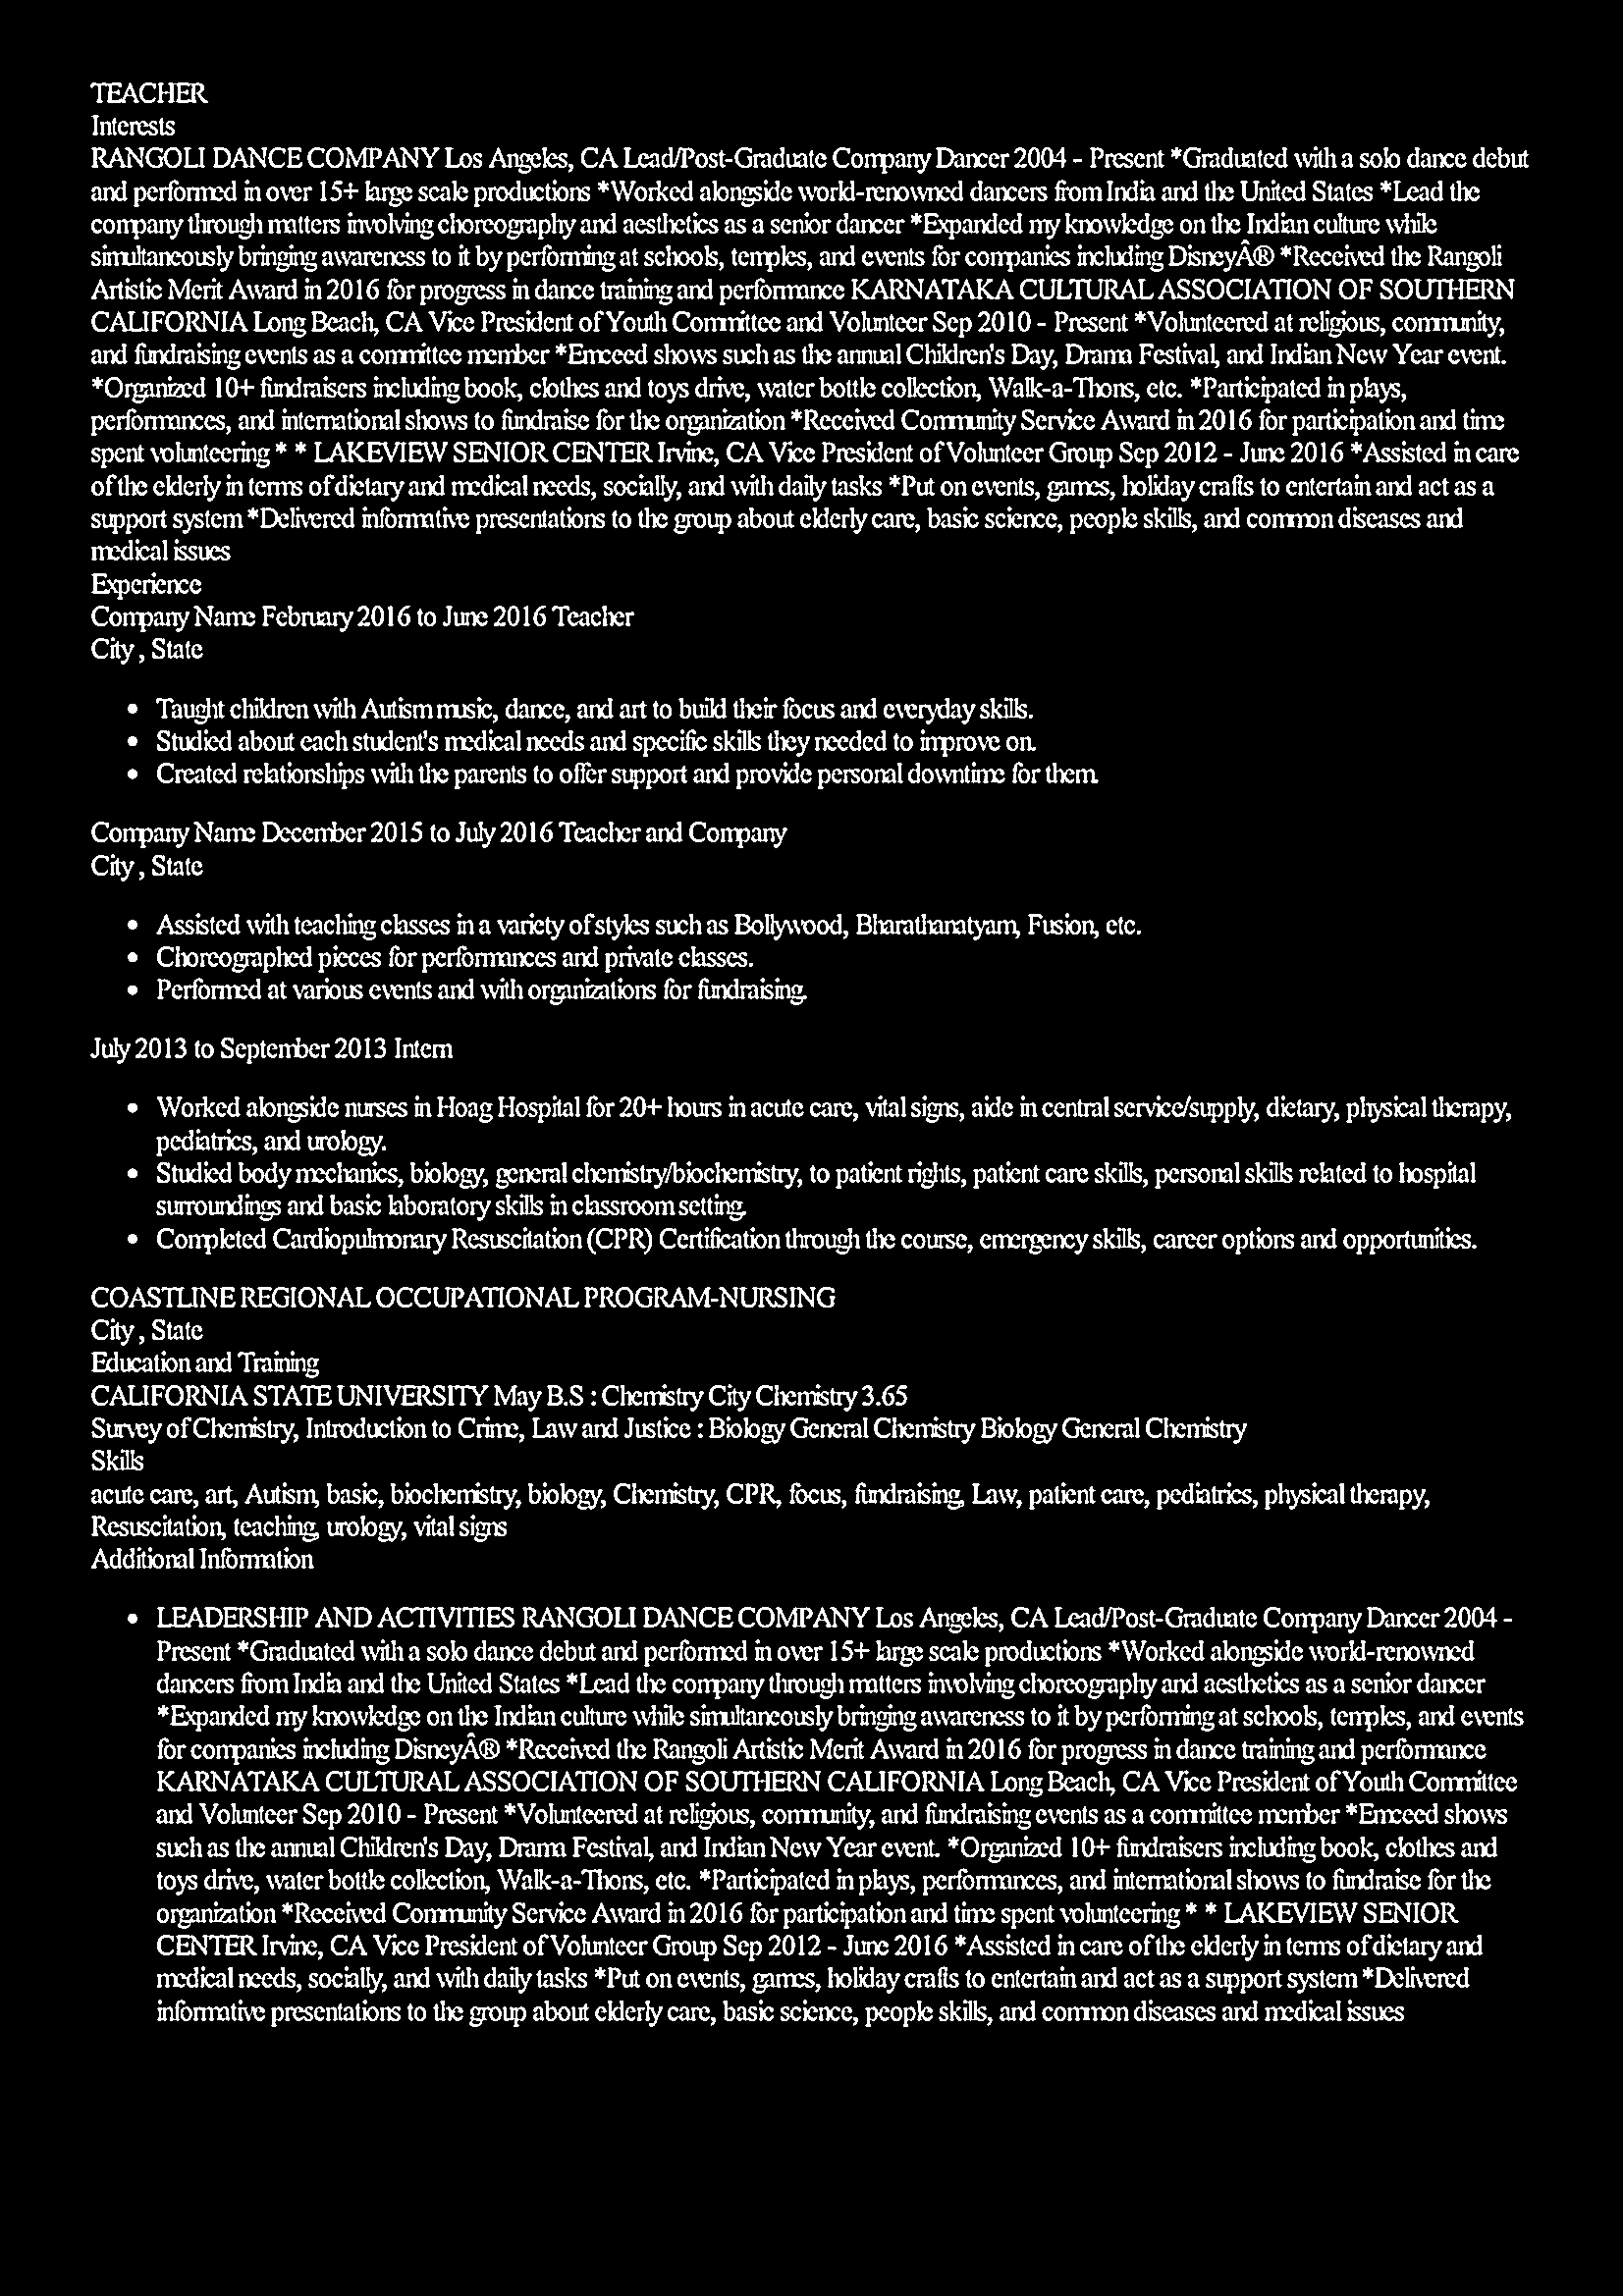 TEACHER
Interests
RANGOLI DANCE COMPANY Los Angeles, CA Lead/Post-Graduate Company Dancer 2004 - Present *Graduated with a solo dance debut
and performed in over 15+ large scale productions *Worked alongside world-renowned dancers from India and the United States *Lead the
company through matters involving choreography and aesthetics as a senior dancer *Expanded my knowledge on the Indian culture while
simultaneously bringing awareness to it by performing at schools, temples, and events for companies including DisneyÂ® *Received the Rangoli
Artistic Merit Award in 2016 for progress in dance training and performance KARNATAKA CULTURAL ASSOCIATION OF SOUTHERN
CALIFORNIA Long Beach, CA Vice President of Youth Committee and Volunteer Sep 2010 - Present *Volunteered at religious, community,
and fundraising events as a committee member *Emceed shows such as the annual Children's Day, Drama Festival, and Indian New Year event.
*Organized 10+ fundraisers including book, clothes and toys drive, water bottle collection, Walk-a-Thons, etc. *Participated in plays,
performances, and international shows to fundraise for the organization *Received Community Service Award in 2016 for participation and time
spent volunteering * * LAKEVIEW SENIOR CENTER Irvine, CA Vice President of Volunteer Group Sep 2012 - June 2016 *Assisted in care
of the elderly in terms of dietary and medical needs, socially, and with daily tasks *Put on events, games, holiday crafts to entertain and act as a
support system *Delivered informative presentations to the group about elderly care, basic science, people skills, and common diseases and
medical issues
Experience
Company Name February 2016 to June 2016 Teacher
City , State
• Taught children with Autism music, dance, and art to build their focus and everyday skills.
• Studied about each student's medical needs and specific skills they needed to improve on.
• Created relationships with the parents to offer support and provide personal downtime for them.
Company Name December 2015 to July 2016 Teacher and Company
City , State
• Assisted with teaching classes in a variety of styles such as Bollywood, Bharathanatyam, Fusion, etc.
• Choreographed pieces for performances and private classes.
• Performed at various events and with organizations for fundraising.
July 2013 to September 2013 Intern
• Worked alongside nurses in Hoag Hospital for 20+ hours in acute care, vital signs, aide in central service/supply, dietary, physical therapy,
pediatrics, and urology.
• Studied body mechanics, biology, general chemistry/biochemistry, to patient rights, patient care skills, personal skills related to hospital
surroundings and basic laboratory skills in classroom setting.
• Completed Cardiopulmonary Resuscitation (CPR) Certification through the course, emergency skills, career options and opportunities.
COASTLINE REGIONAL OCCUPATIONAL PROGRAM-NURSING
City , State
Education and Training
CALIFORNIA STATE UNIVERSITY May B.S : Chemistry City Chemistry 3.65
Survey of Chemistry, Introduction to Crime, Law and Justice : Biology General Chemistry Biology General Chemistry
Skills
acute care, art, Autism, basic, biochemistry, biology, Chemistry, CPR, focus, fundraising, Law, patient care, pediatrics, physical therapy,
Resuscitation, teaching, urology, vital signs
Additional Information
• LEADERSHIP AND ACTIVITIES RANGOLI DANCE COMPANY Los Angeles, CA Lead/Post-Graduate Company Dancer 2004 -
Present *Graduated with a solo dance debut and performed in over 15+ large scale productions *Worked alongside world-renowned
dancers from India and the United States *Lead the company through matters involving choreography and aesthetics as a senior dancer
*Expanded my knowledge on the Indian culture while simultaneously bringing awareness to it by performing at schools, temples, and events
for companies including DisneyÂ® *Received the Rangoli Artistic Merit Award in 2016 for progress in dance training and performance
KARNATAKA CULTURAL ASSOCIATION OF SOUTHERN CALIFORNIA Long Beach, CA Vice President of Youth Committee
and Volunteer Sep 2010 - Present *Volunteered at religious, community, and fundraising events as a committee member *Emceed shows
such as the annual Children's Day, Drama Festival, and Indian New Year event. *Organized 10+ fundraisers including book, clothes and
toys drive, water bottle collection, Walk-a-Thons, etc. *Participated in plays, performances, and international shows to fundraise for the
organization *Received Community Service Award in 2016 for participation and time spent volunteering * * LAKEVIEW SENIOR
CENTER Irvine, CA Vice President of Volunteer Group Sep 2012 - June 2016 *Assisted in care of the elderly in terms of dietary and
medical needs, socially, and with daily tasks *Put on events, games, holiday crafts to entertain and act as a support system *Delivered
informative presentations to the group about elderly care, basic science, people skills, and common diseases and medical issues